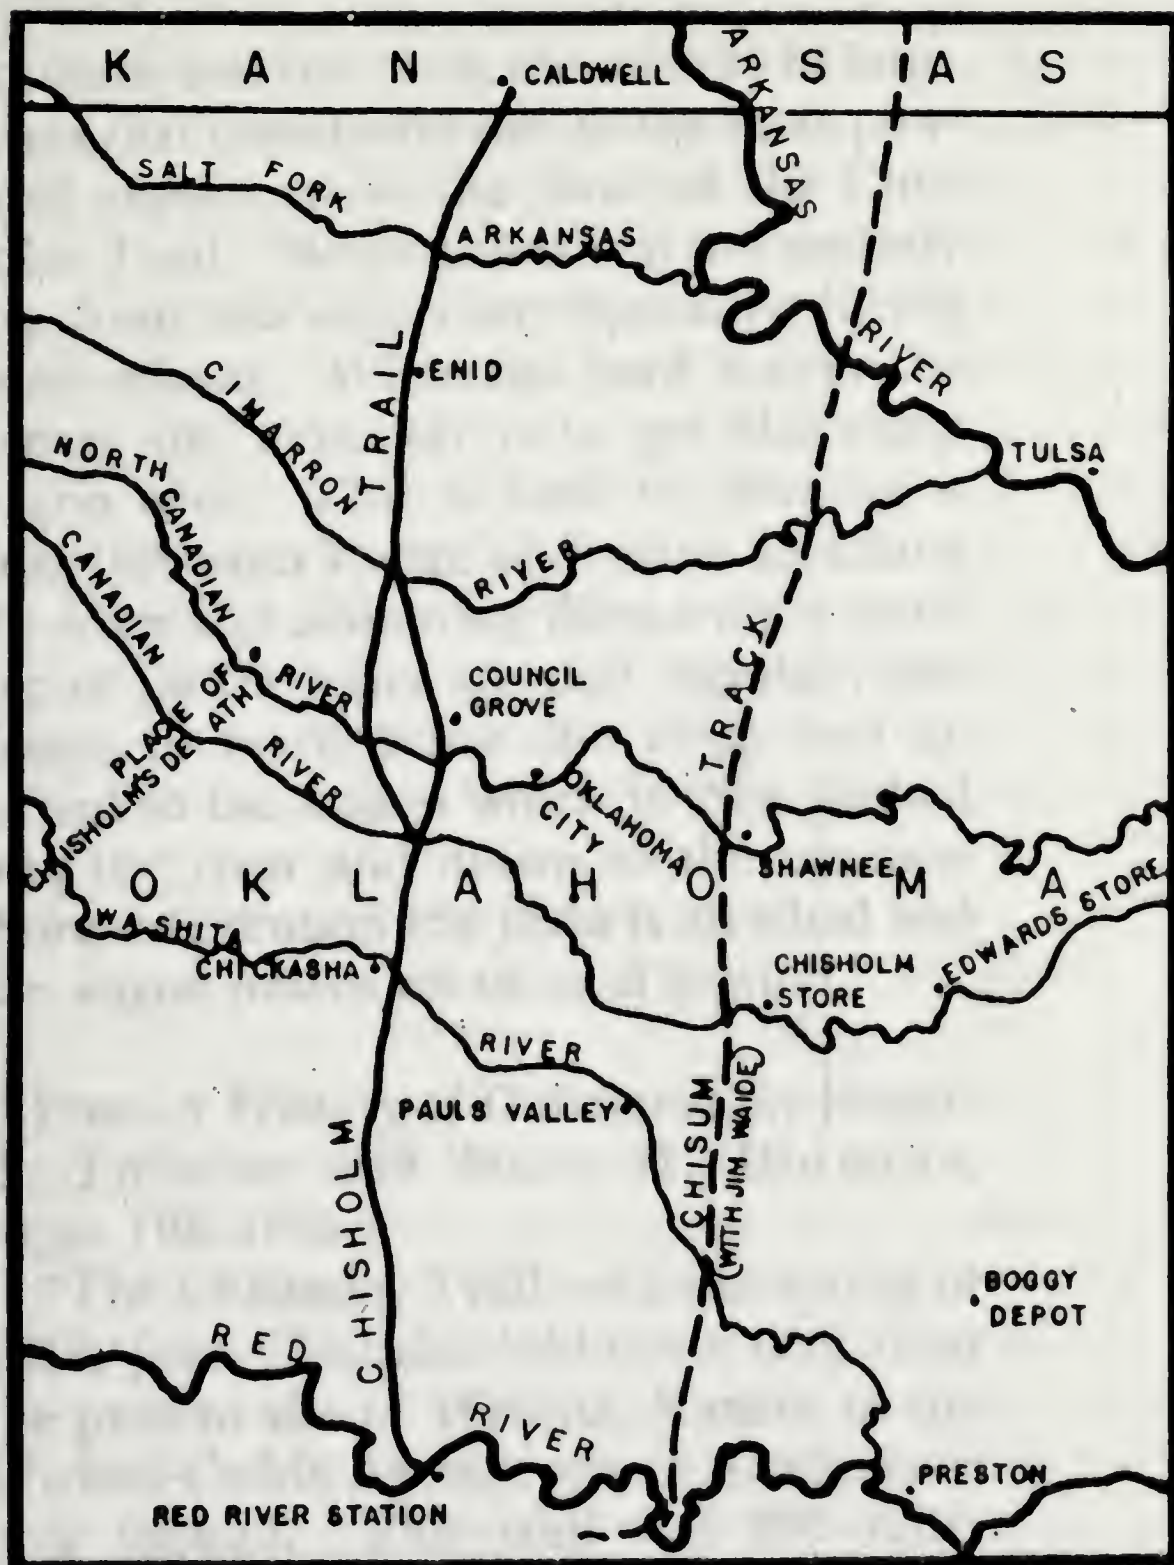 KANSAS
CALDWELL
ARKANSAS
SALT FORK
ARKANSAS
RIVER
TRAIL
ENID
CIMARRON
RIVER
NORTH CANADIAN
RIVER
TULSA
CANADIAN
RIVER
COUNCIL
GROVE
TRACK
PLACE OF
CHISHOLM'S DEATH
OKLAHOMA
CITY
SHAWNEE
OKLAHOMA
EDWARDS STORE
WASHITA
CHICKASHA
CHISHOLM
STORE
RIVER
PAULS VALLEY
CHISUM
(WITH JIM WAIDE)
CHISHOLM
BOGGY
DEPOT
RED
RIVER
PRESTON
RED RIVER STATION